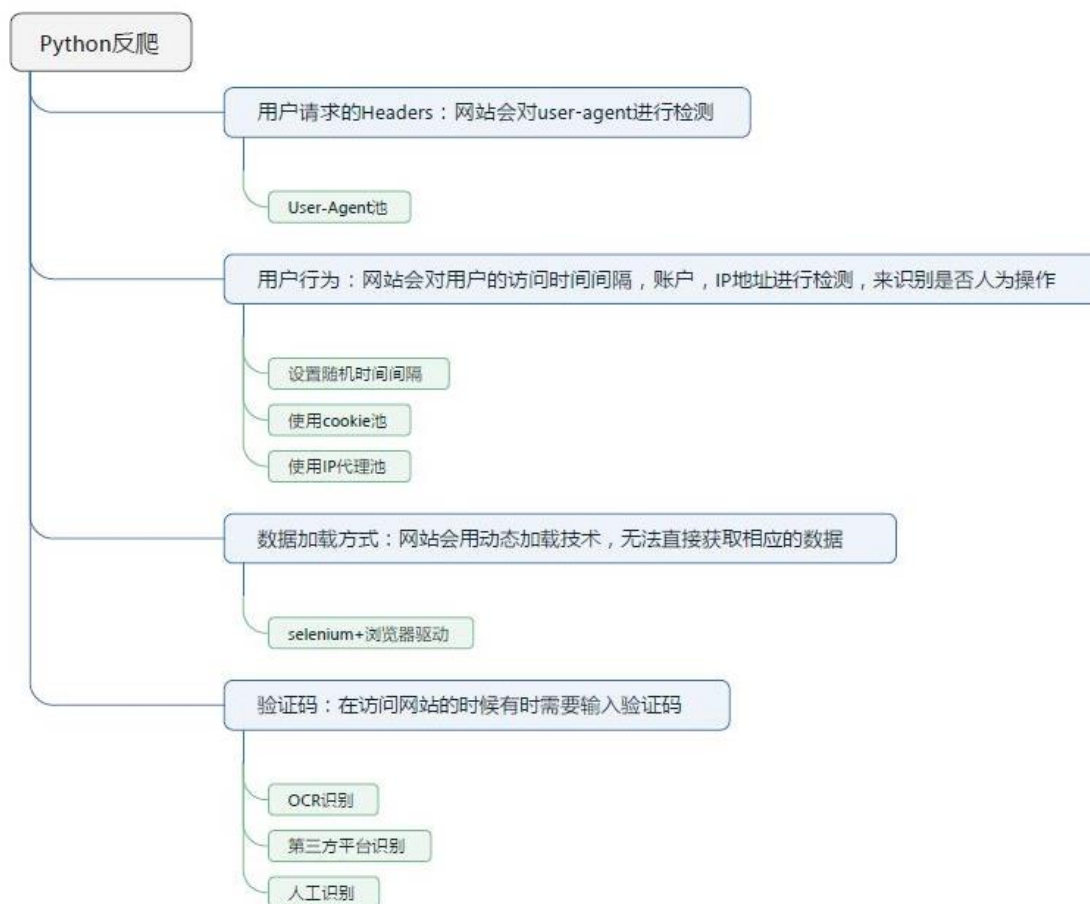 Python反爬
用户请求的Headers：网站会对user-agent进行检测
User-Agent池
用户行为：网站会对用户的访问时间间隔，账户，IP地址进行检测，来识别是否人为操作
设置随机时间间隔
使用cookie池
使用IP代理池
数据加载方式：网站会用动态加载技术，无法直接获取相应的数据
selenium+浏览器驱动
验证码：在访问网站的时候有时需要输入验证码
OCR识别
第三方平台识别
人工识别